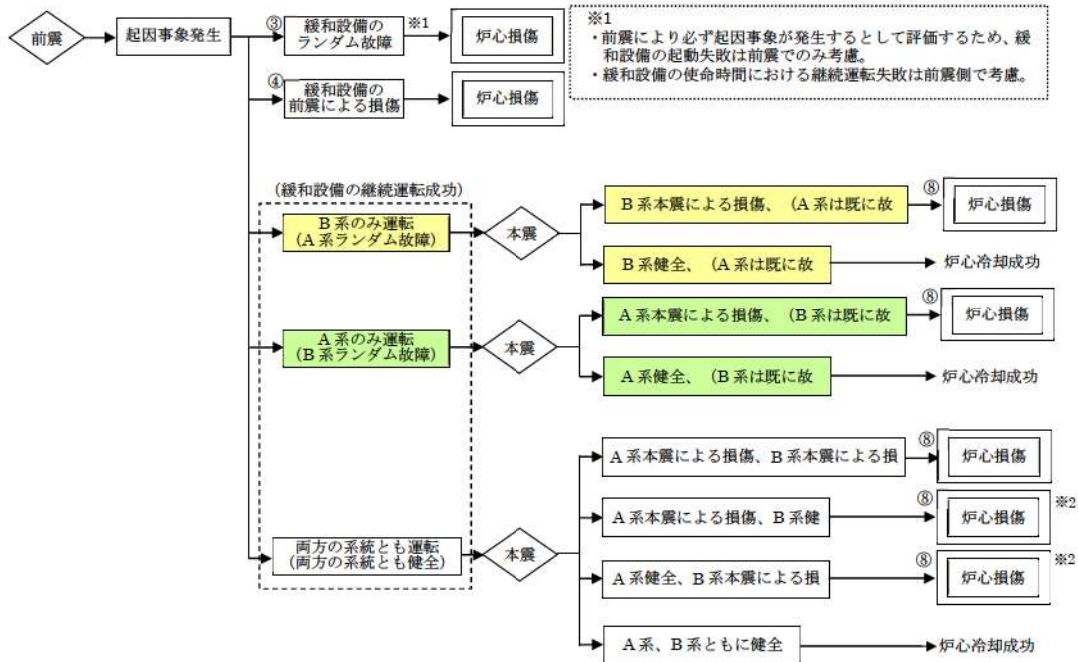 前震
起因事象発生
③
緩和設備の
ランダム故障
※1
炉心損傷
※1
・前震により必ず起因事象が発生するとして評価するため、緩
和設備の起動失敗は前震でのみ考慮。
・緩和設備の使命時間における継続運転失敗は前震側で考慮。
④
緩和設備の
前震による損傷
炉心損傷
(緩和設備の継続運転成功)
B系のみ運転
(A系ランダム故障)
本震
B系本震による損傷、（A系は既に故
⑧
炉心損傷
B系健全、（A系は既に故
炉心冷却成功
A系のみ運転
(B系ランダム故障)
本震
A系本震による損傷、（B系は既に故
⑧
炉心損傷
A系健全、（B系は既に故
炉心冷却成功
両方の系統とも運転
(両方の系統とも健全)
本震
A系本震による損傷、B系本震による損
⑧
炉心損傷
A系本震による損傷、B系健
⑧
炉心損傷
※2
A系健全、B系本震による損
⑧
炉心損傷
※2
A系、B系ともに健全
炉心冷却成功